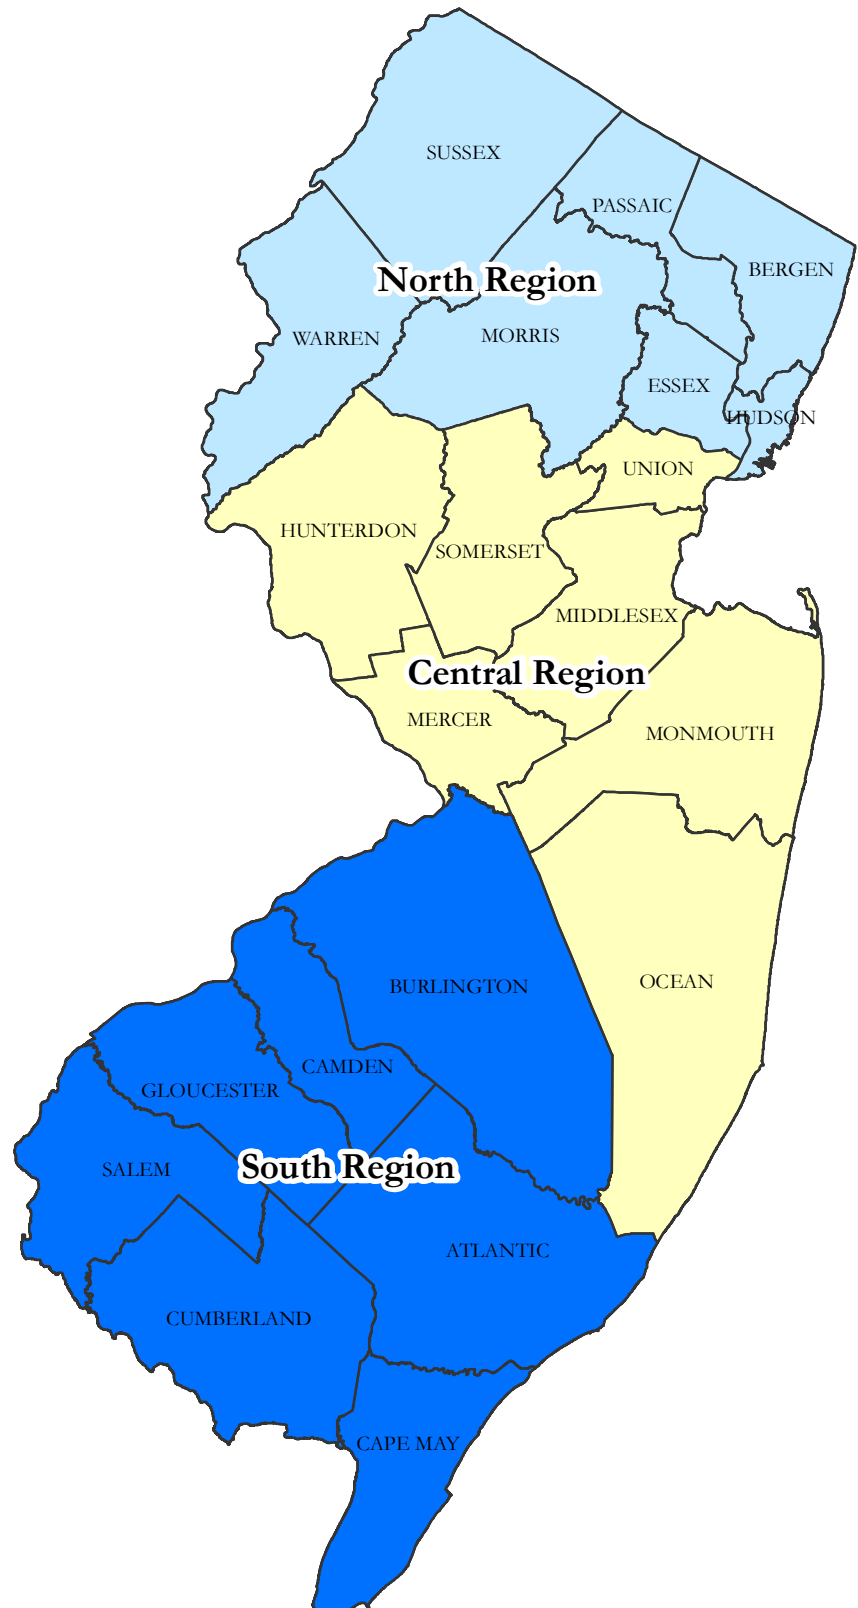 SUSSEX
PASSAIC
BERGEN
North Region
WARREN
MORRIS
ESSEX
HUDSON
UNION
HUNTERDON
SOMERSET
MIDDLESEX
Central Region
MERCER
MONMOUTH
OCEAN
BURLINGTON
CAMDEN
GLOUCESTER
South Region
SALEM
ATLANTIC
CUMBERLAND
CAPE MAY